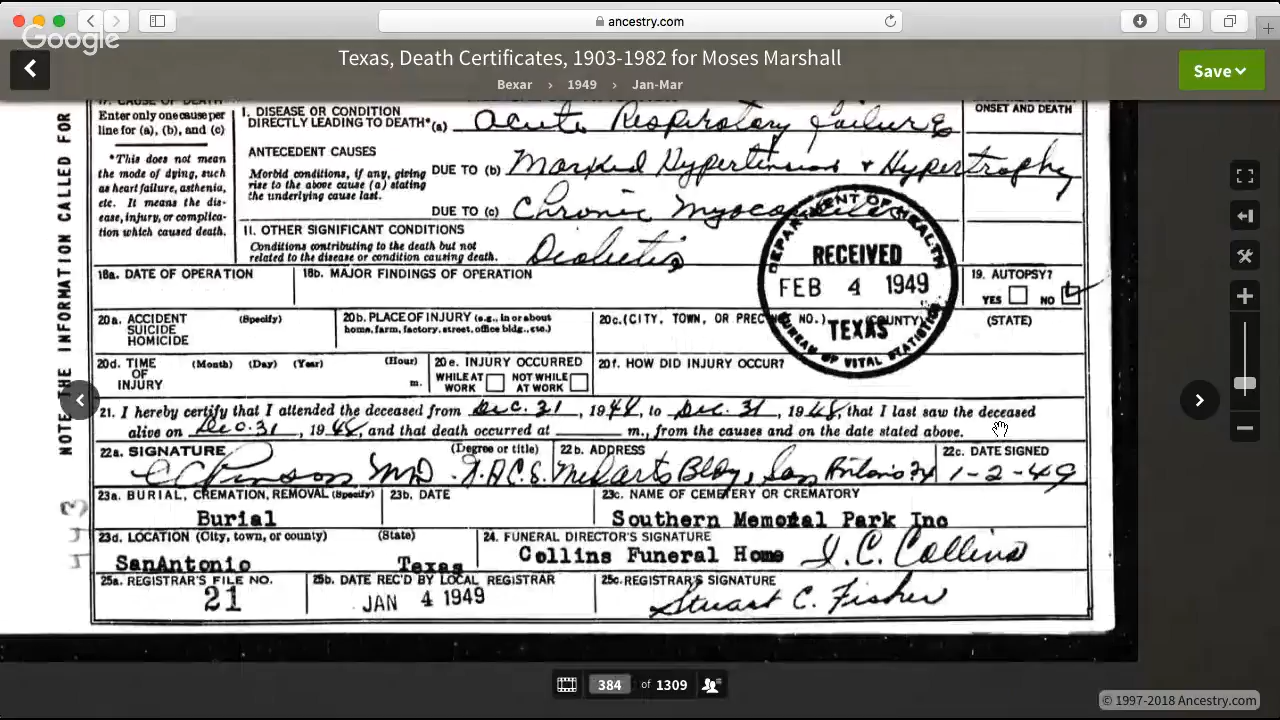 ancestry.com
Google
Texas, Death Certificates, 1903-1982 for Moses Marshall
Bexar › 1949 › Jan-Mar
Save
NOTE THE INFORMATION CALLED FOR
17. CAUSE OF DEATH
Enter only one cause per
line for (a), (b), and (c)
*This does not mean
the mode of dying, such
as heart failure, asthenia,
etc. It means the dis-
ease, injury, or complica-
tion which caused death.
I. DISEASE OR CONDITION
DIRECTLY LEADING TO DEATH*(a) Acute Respiratory failure
ONSET AND DEATH
ANTECEDENT CAUSES
Morbid conditions, if any, giving
rise to the above cause (a) stating
the underlying cause last.
DUE TO (b) Marked Hypertension & Hypertrophy
DUE TO (c) Chronic
II. OTHER SIGNIFICANT CONDITIONS
Conditions contributing to the death but not
related to the disease or condition causing death.
Diabetis
DEPARTMENT OF HEALTH
RECEIVED
FEB 4 1949
TEXAS
BUREAU OF VITAL STATISTICS
18a. DATE OF OPERATION
18b. MAJOR FINDINGS OF OPERATION
19. AUTOPSY?
YES NO
20a. ACCIDENT (Specify)
SUICIDE
HOMICIDE
20b. PLACE OF INJURY (e.g., in or about
home, farm, factory, street, office bldg., etc.)
20c. (CITY, TOWN, OR PRECINCT NO.) (COUNTY) (STATE)
20d. TIME (Month) (Day) (Year) (Hour)
OF
INJURY m.
20e. INJURY OCCURRED
WHILE AT NOT WHILE
WORK AT WORK
20f. HOW DID INJURY OCCUR?
21. I hereby certify that I attended the deceased from Dec. 31, 1948, to Dec. 31, 1948, that I last saw the deceased
alive on Dec. 31, 1948, and that death occurred at m., from the causes and on the date stated above.
22a. SIGNATURE (Degree or title)
C C Pinson MD F.A.C.S.
22b. ADDRESS
Bldg, San Antonio Tx
22c. DATE SIGNED
1-2-49
23a. BURIAL, CREMATION, REMOVAL (Specify)
Burial
23b. DATE
23c. NAME OF CEMETERY OR CREMATORY
Southern Memorial Park Inc
23d. LOCATION (City, town, or county) (State)
SanAntonio Texas
24. FUNERAL DIRECTOR'S SIGNATURE
Collins Funeral Home I. C. Collins
25a. REGISTRAR'S FILE NO.
21
25b. DATE REC'D BY LOCAL REGISTRAR
JAN 4 1949
25c. REGISTRAR'S SIGNATURE
Stuart C. Fisher
384 of 1309
© 1997-2018 Ancestry.com